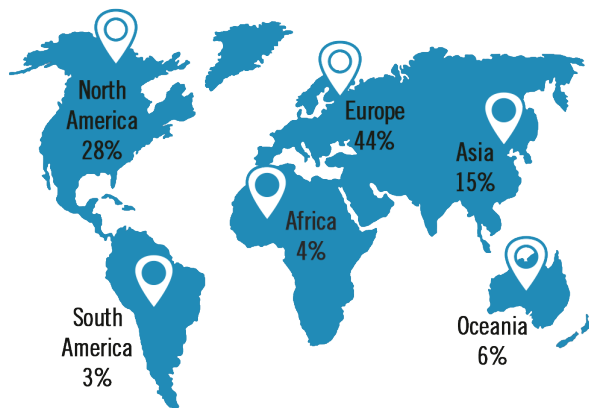 North
America
28%
Europe
44%
Asia
15%
Africa
4%
South
America
3%
Oceania
6%